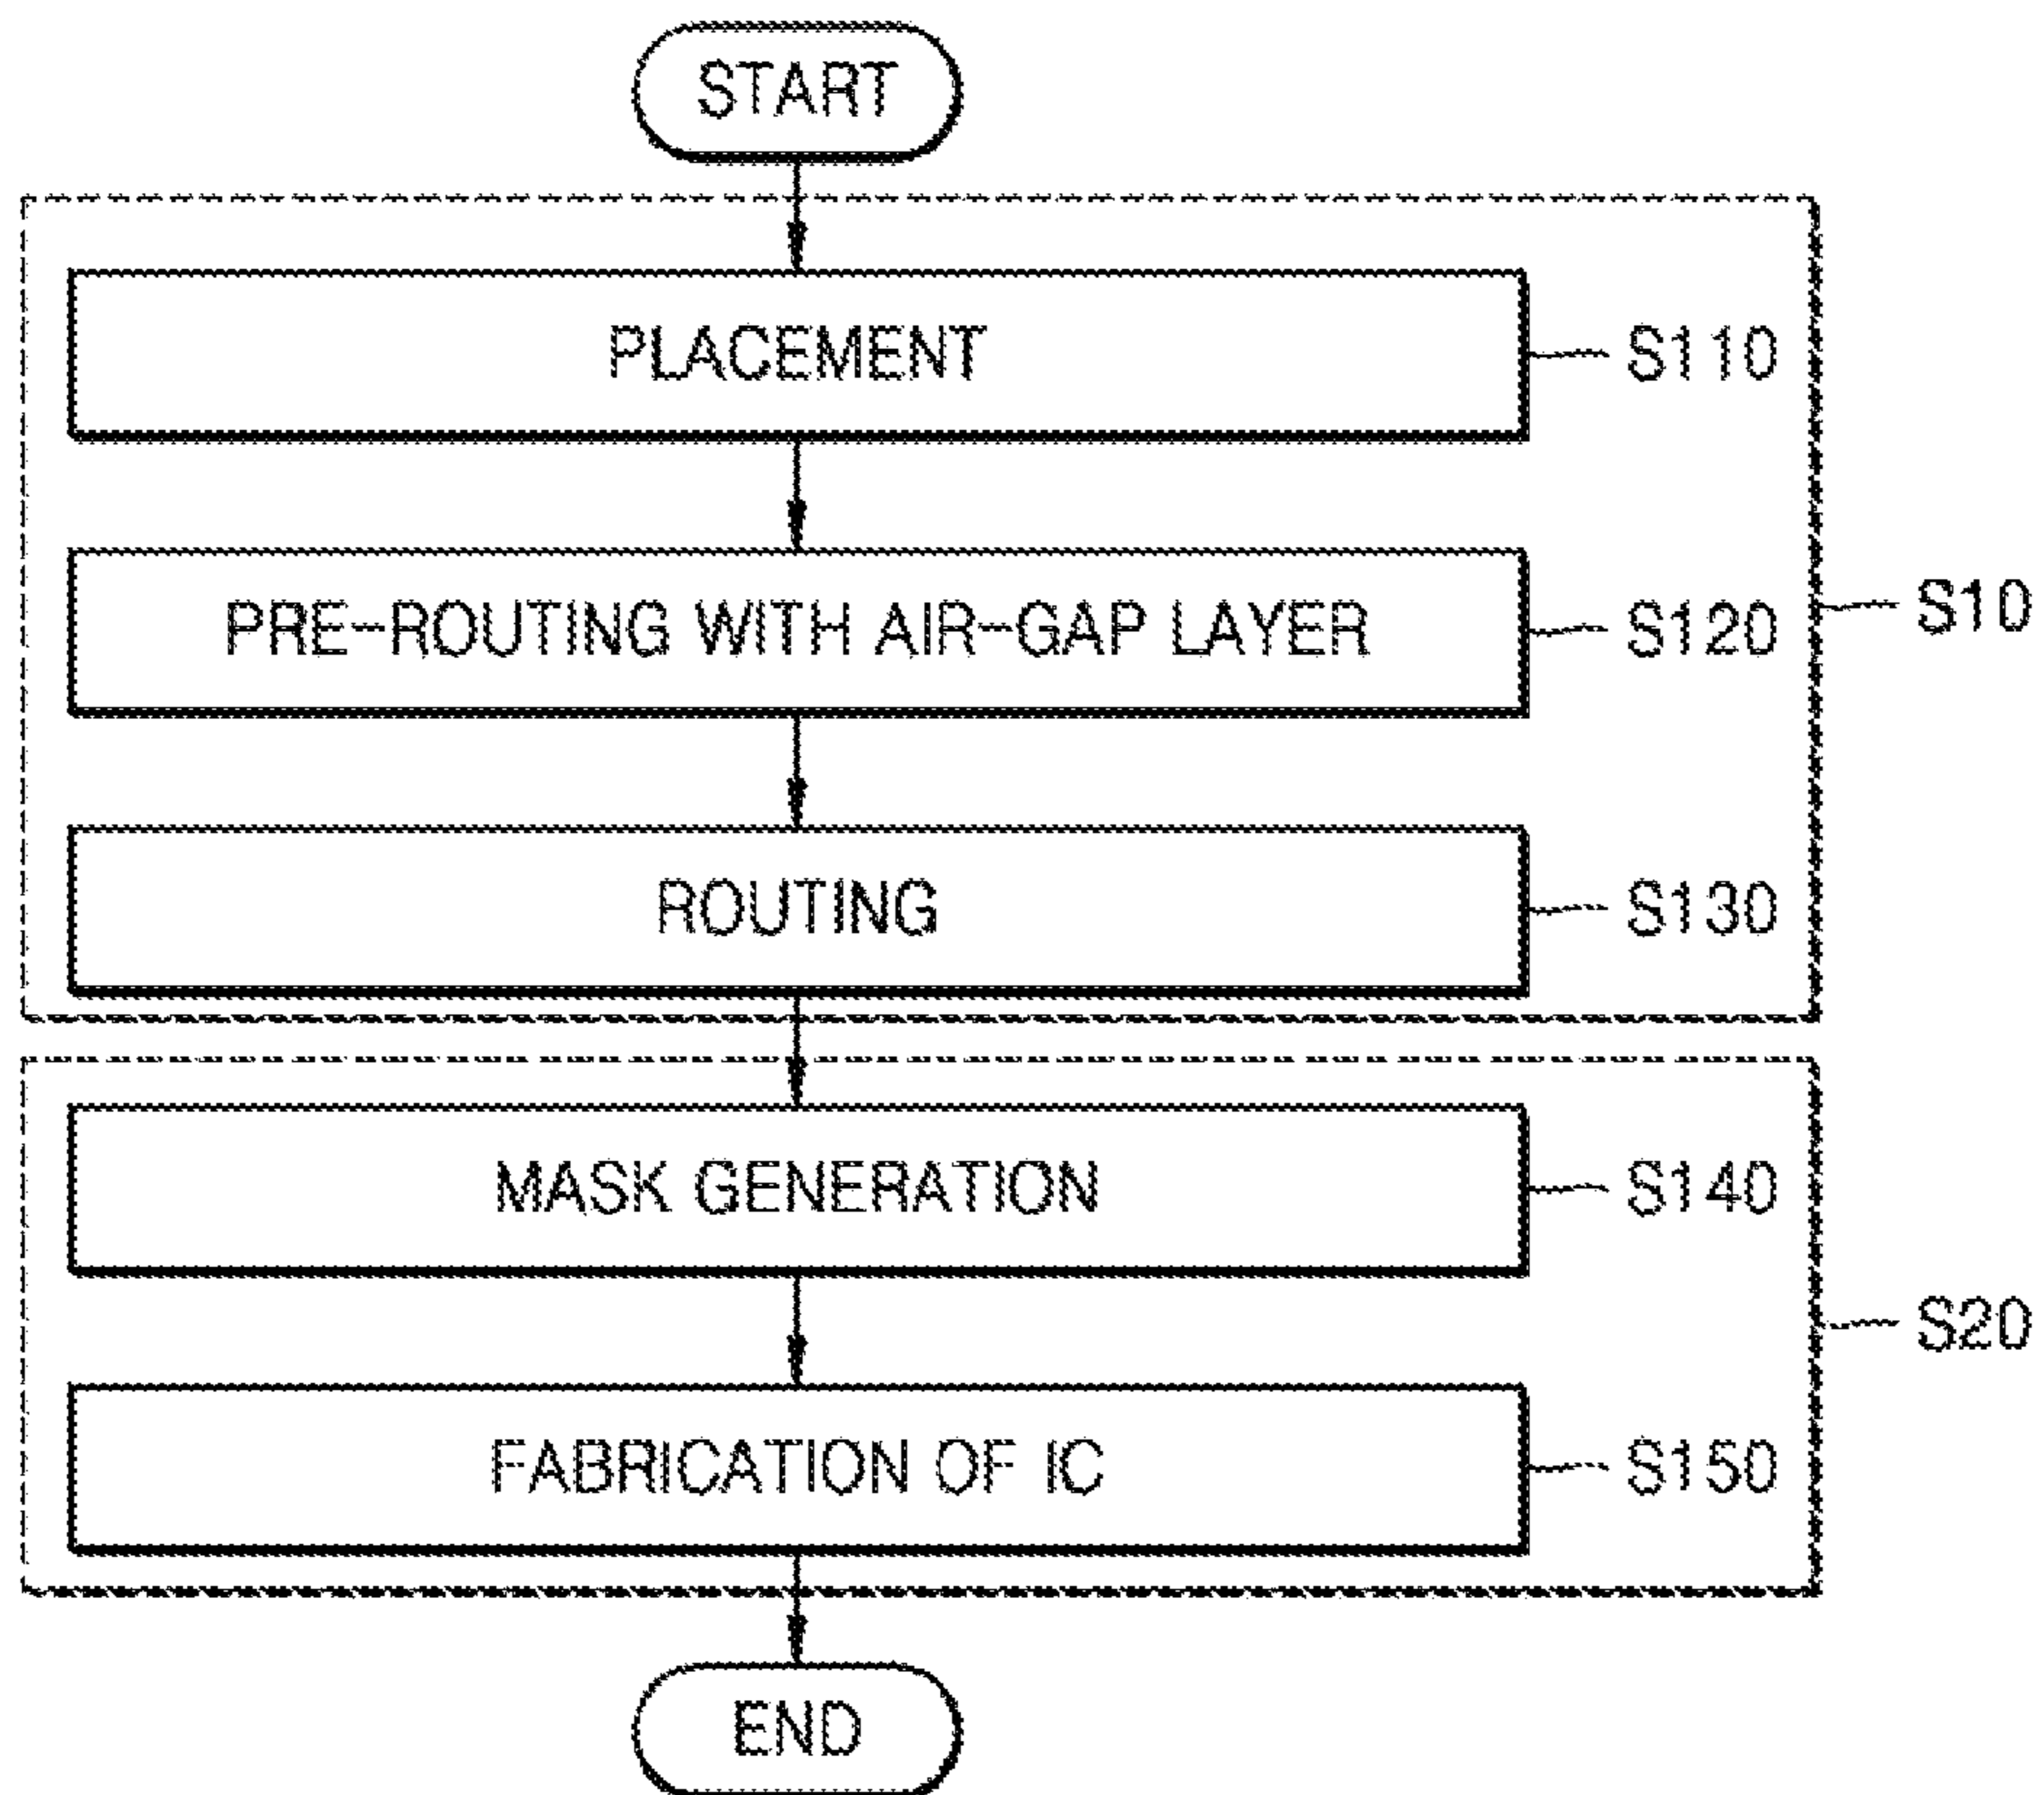 START
PLACEMENT
S110
PRE-ROUTING WITH AIR-GAP LAYER
S120
S10
ROUTING
S130
MASK GENERATION
S140
S20
FABRICATION OF IC
S150
END